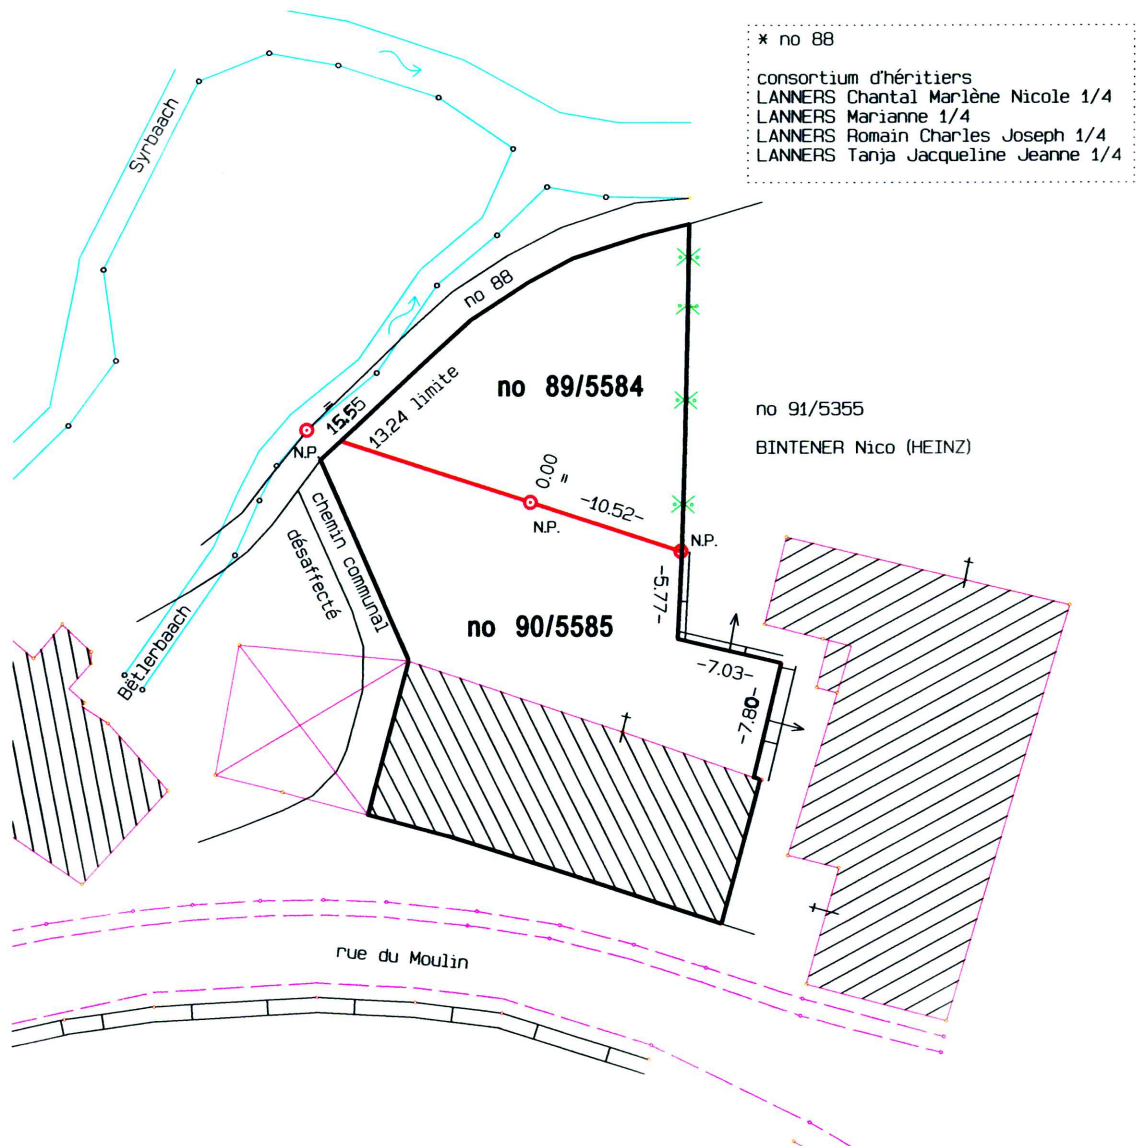 * no 88
consortium d'héritiers
LANNERS Chantal Marlène Nicole 1/4
LANNERS Marianne 1/4
LANNERS Romain Charles Joseph 1/4
LANNERS Tanja Jacqueline Jeanne 1/4
Syrbaach
no 88
no 89/5584
15.55
=
13.24 limite
no 91/5355
BINTENER Nico (HEINZ)
N.P.
0.00
=
-10.52-
N.P.
N.P.
chemin communal
désaffecté
-5.77-
no 90/5585
Bëtlerbaach
-7.03-
-7.80-
rue du Moulin